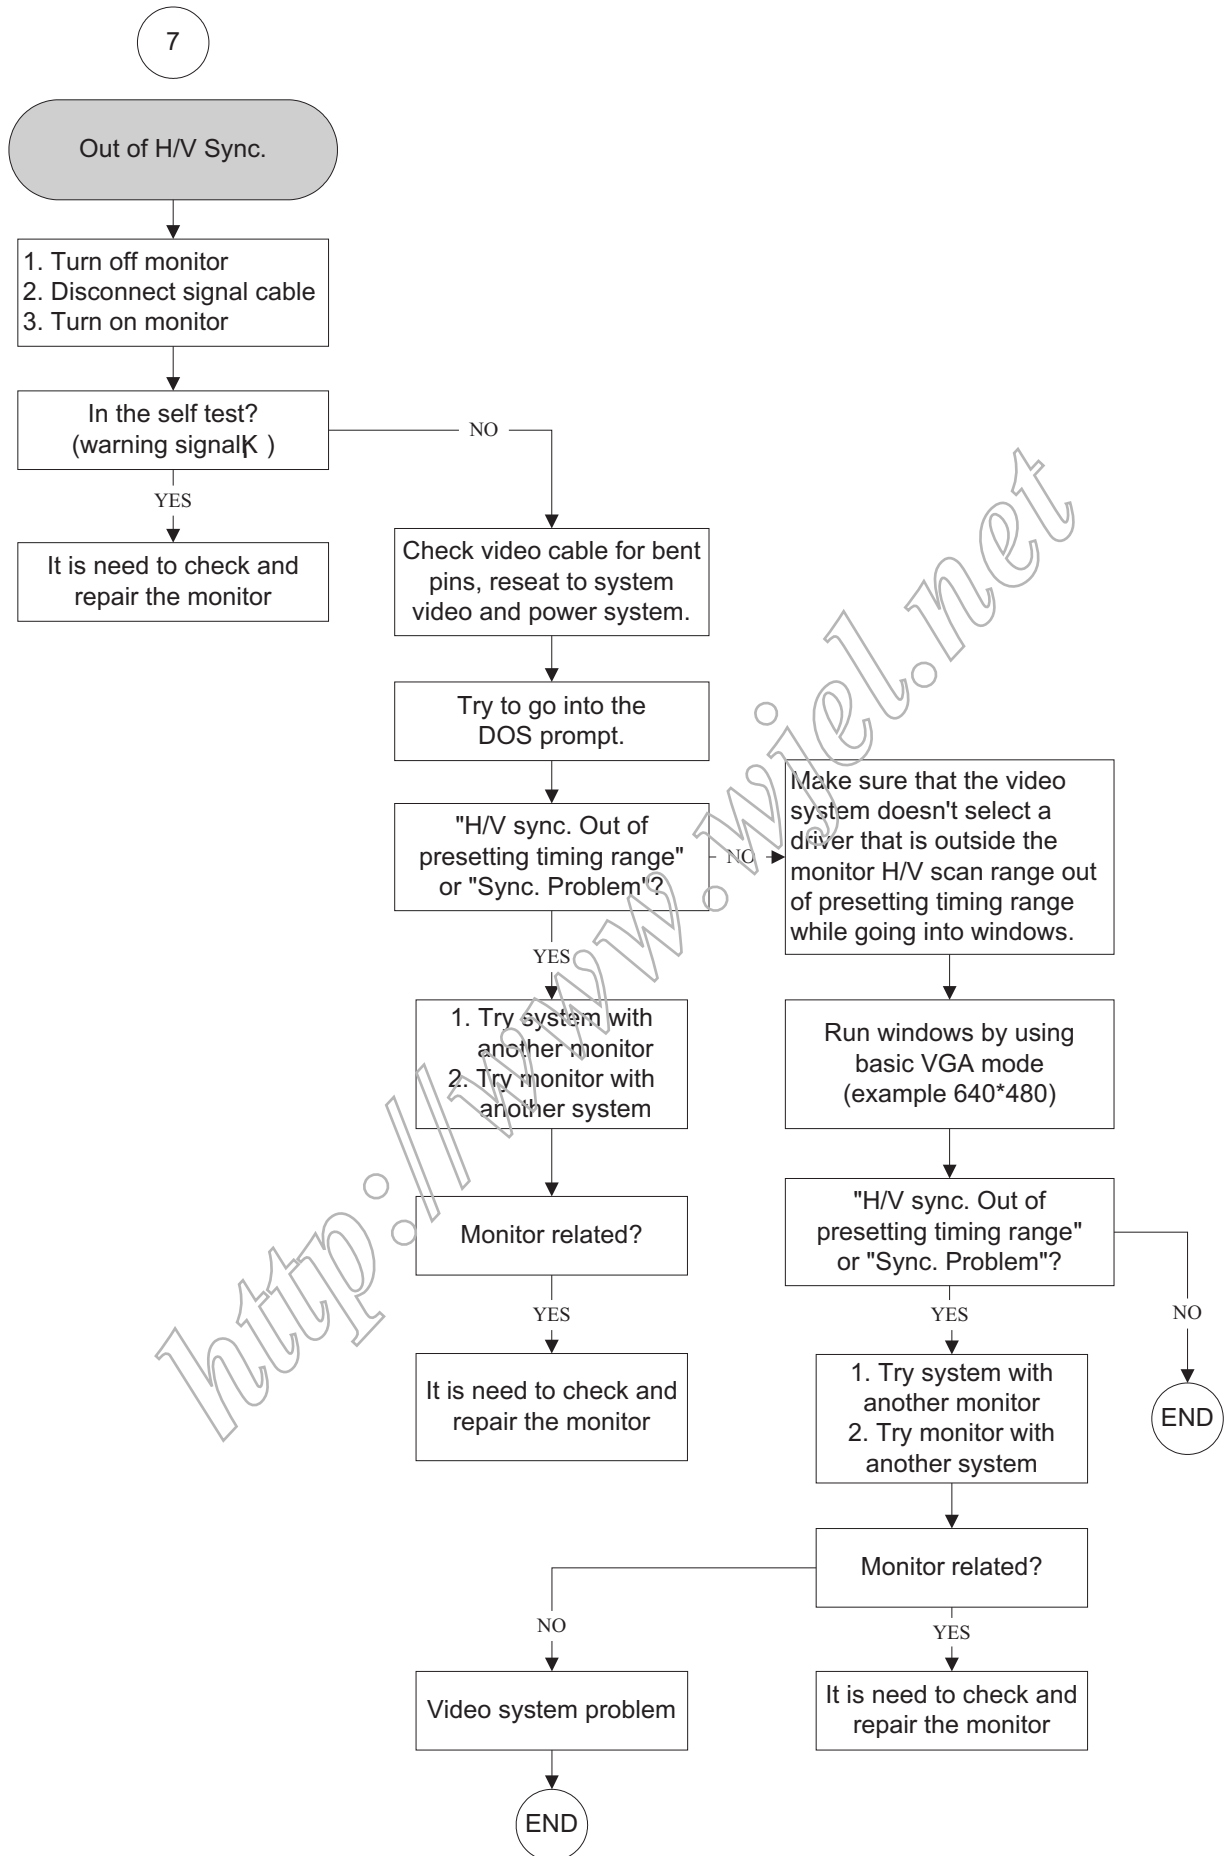 7
Out of H/V Sync.
1. Turn off monitor
2. Disconnect signal cable
3. Turn on monitor
In the self test?
(warning signalK )
NO
YES
It is need to check and
repair the monitor
Check video cable for bent
pins, reseat to system
video and power system.
Try to go into the
DOS prompt.
"H/V sync. Out of
presetting timing range"
or "Sync. Problem"?
NO
Make sure that the video
system doesn't select a
driver that is outside the
monitor H/V scan range out
of presetting timing range
while going into windows.
YES
1. Try system with
another monitor
2. Try monitor with
another system
Run windows by using
basic VGA mode
(example 640*480)
Monitor related?
"H/V sync. Out of
presetting timing range"
or "Sync. Problem"?
YES
YES
NO
It is need to check and
repair the monitor
1. Try system with
another monitor
2. Try monitor with
another system
END
Monitor related?
NO
YES
Video system problem
It is need to check and
repair the monitor
END
http://www.wjel.net